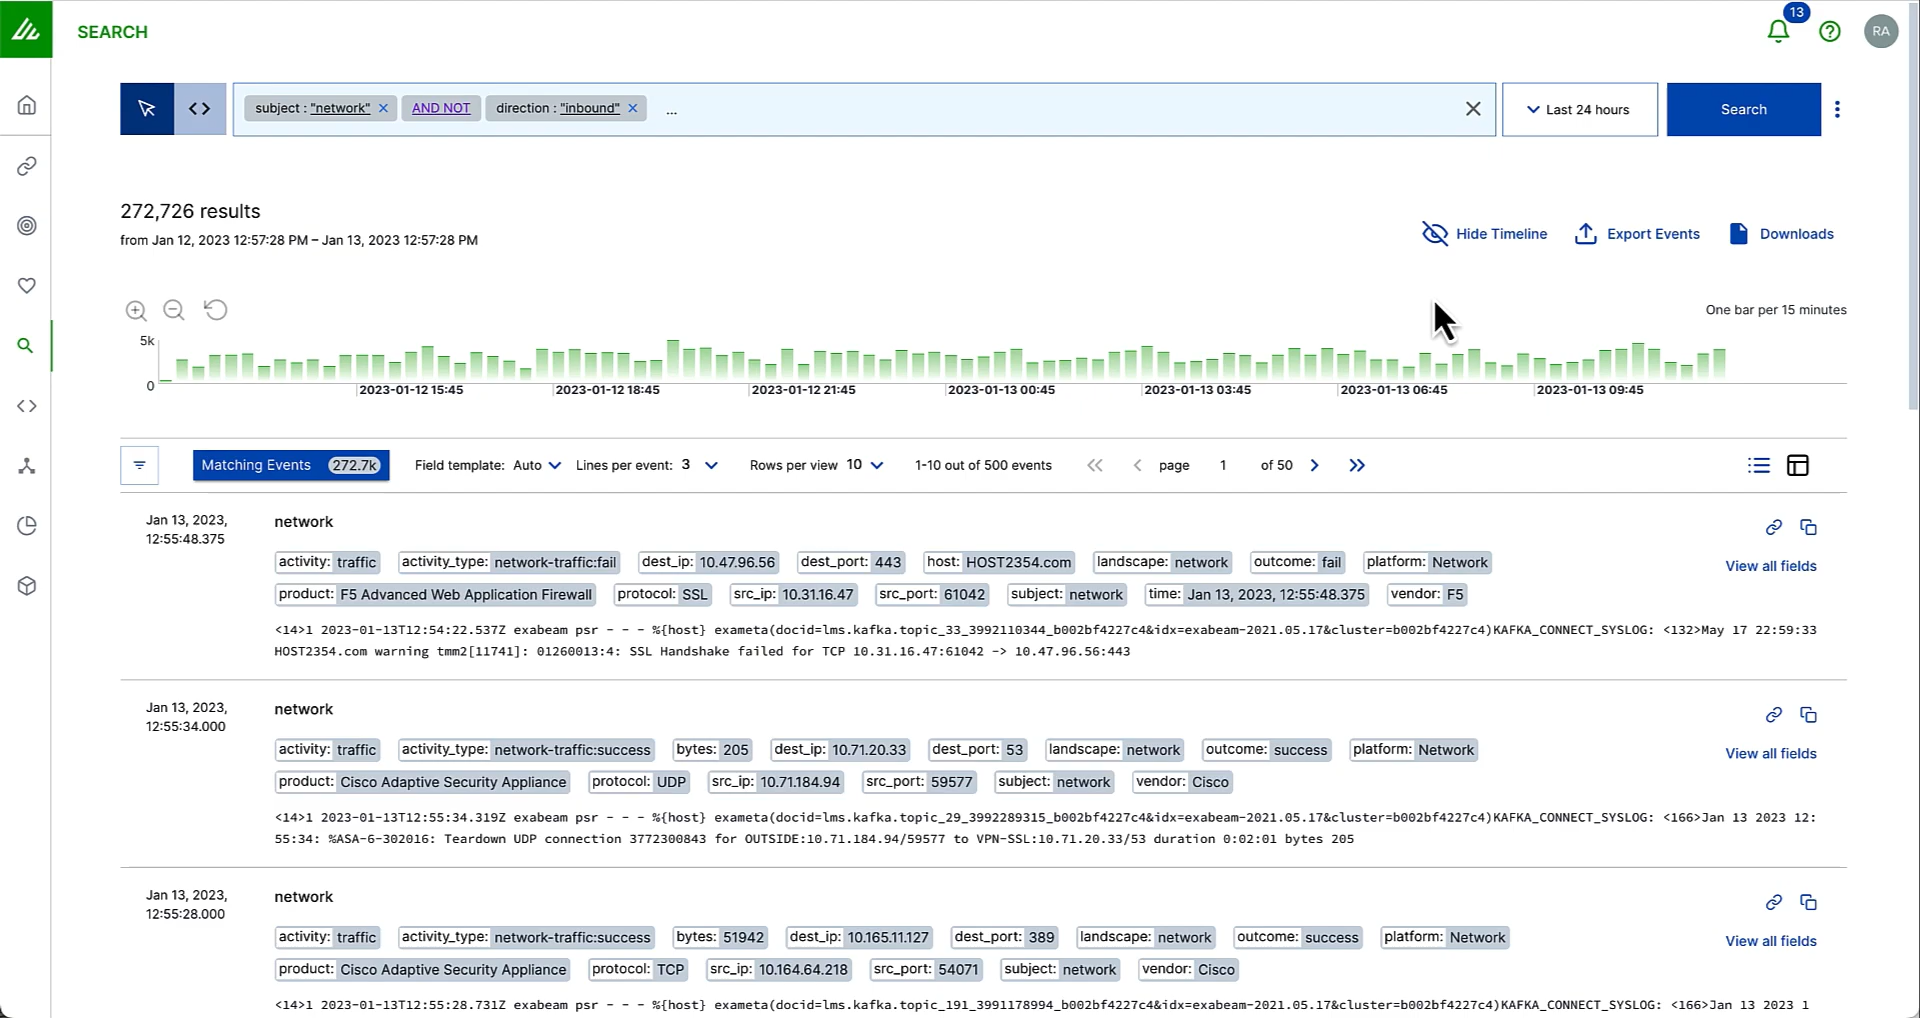 SEARCH
13
RA
subject : "network" × AND NOT direction : "inbound" × ...
Last 24 hours
Search
272,726 results
from Jan 12, 2023 12:57:28 PM – Jan 13, 2023 12:57:28 PM
Hide Timeline Export Events Downloads
One bar per 15 minutes
5k
0
2023-01-12 15:45 2023-01-12 18:45 2023-01-12 21:45 2023-01-13 00:45 2023-01-13 03:45 2023-01-13 06:45 2023-01-13 09:45
Matching Events 272.7k Field template: Auto Lines per event: 3 Rows per view 10 1-10 out of 500 events page 1 of 50
Jan 13, 2023,
12:55:48.375
network
activity: traffic activity_type: network-traffic:fail dest_ip: 10.47.96.56 dest_port: 443 host: HOST2354.com landscape: network outcome: fail platform: Network
View all fields
product: F5 Advanced Web Application Firewall protocol: SSL src_ip: 10.31.16.47 src_port: 61042 subject: network time: Jan 13, 2023, 12:55:48.375 vendor: F5
<14>1 2023-01-13T12:54:22.537Z exabeam psr - - - %{host} exameta(docid=lms.kafka.topic_33_3992110344_b002bf4227c4&idx=exabeam-2021.05.17&cluster=b002bf4227c4)KAFKA_CONNECT_SYSLOG: <132>May 17 22:59:33
HOST2354.com warning tmm2[11741]: 01260013:4: SSL Handshake failed for TCP 10.31.16.47:61042 -> 10.47.96.56:443
Jan 13, 2023,
12:55:34.000
network
activity: traffic activity_type: network-traffic:success bytes: 205 dest_ip: 10.71.20.33 dest_port: 53 landscape: network outcome: success platform: Network
View all fields
product: Cisco Adaptive Security Appliance protocol: UDP src_ip: 10.71.184.94 src_port: 59577 subject: network vendor: Cisco
<14>1 2023-01-13T12:55:34.319Z exabeam psr - - - %{host} exameta(docid=lms.kafka.topic_29_3992289315_b002bf4227c4&idx=exabeam-2021.05.17&cluster=b002bf4227c4)KAFKA_CONNECT_SYSLOG: <166>Jan 13 2023 12:
55:34: %ASA-6-302016: Teardown UDP connection 3772300843 for OUTSIDE:10.71.184.94/59577 to VPN-SSL:10.71.20.33/53 duration 0:02:01 bytes 205
Jan 13, 2023,
12:55:28.000
network
activity: traffic activity_type: network-traffic:success bytes: 51942 dest_ip: 10.165.11.127 dest_port: 389 landscape: network outcome: success platform: Network
View all fields
product: Cisco Adaptive Security Appliance protocol: TCP src_ip: 10.164.64.218 src_port: 54071 subject: network vendor: Cisco
<14>1 2023-01-13T12:55:28.731Z exabeam psr - - - %{host} exameta(docid=lms.kafka.topic_191_3991178994_b002bf4227c4&idx=exabeam-2021.05.17&cluster=b002bf4227c4)KAFKA_CONNECT_SYSLOG: <166>Jan 13 2023 1